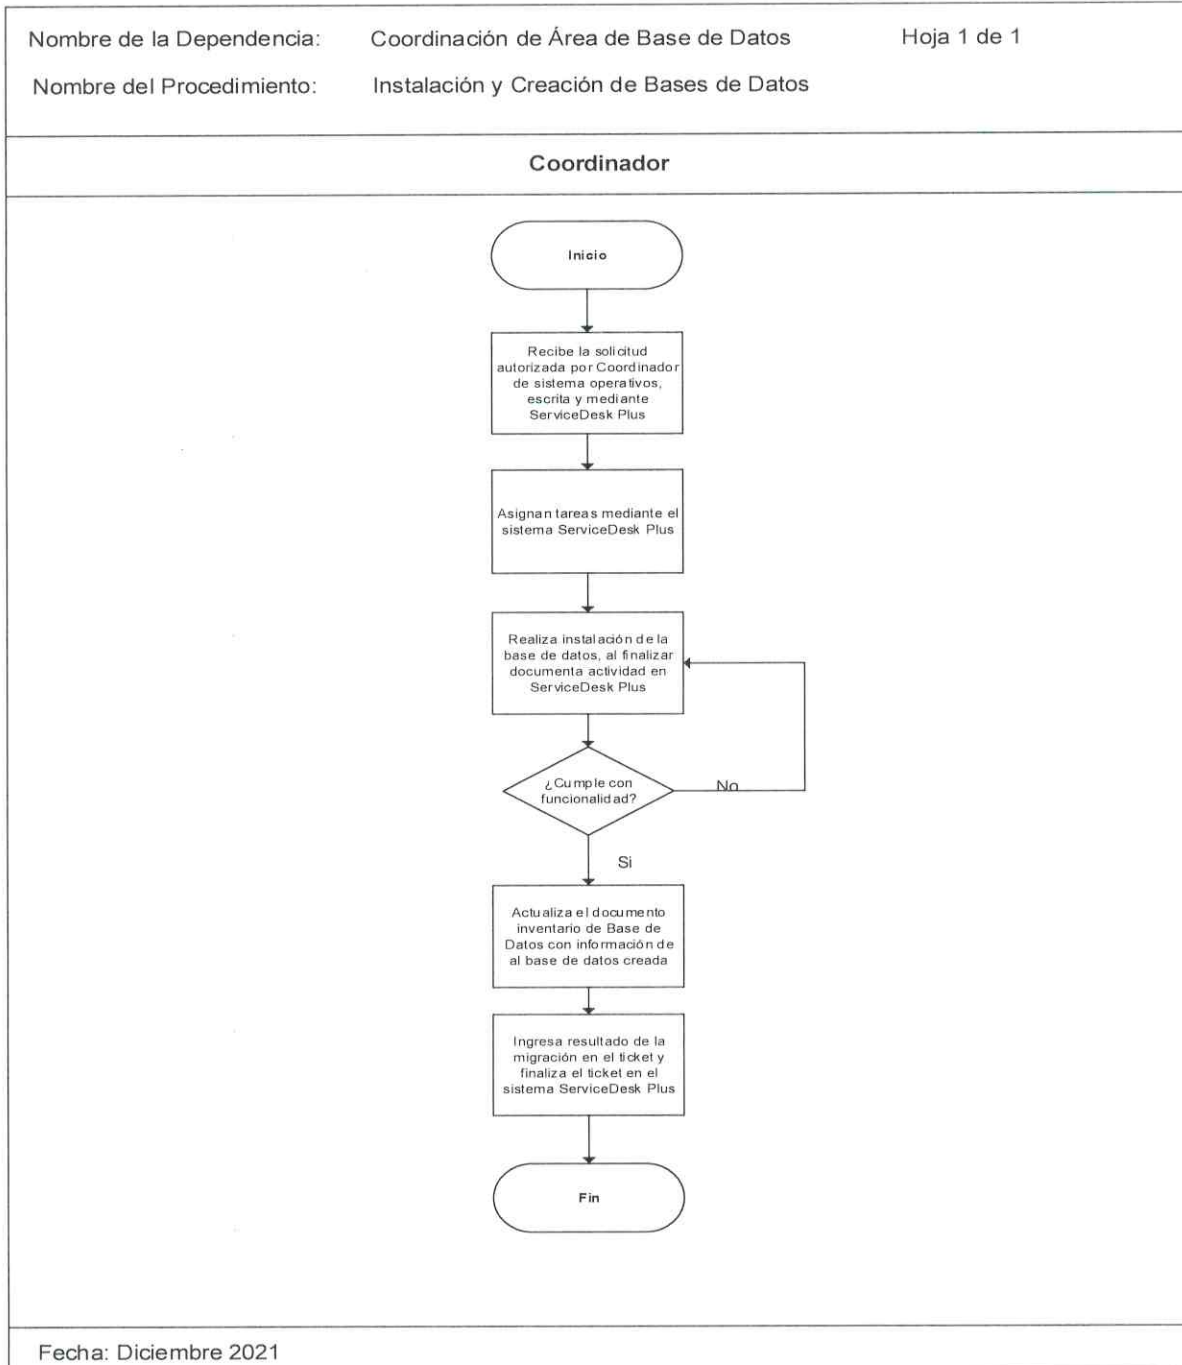 Nombre de la Dependencia: Coordinación de Área de Base de Datos Hoja 1 de 1
Nombre del Procedimiento: Instalación y Creación de Bases de Datos
Coordinador
Inicio
Recibe la solicitud
autorizada por Coordinador
de sistema operativos,
escrita y mediante
ServiceDesk Plus
Asignan tareas mediante el
sistema ServiceDesk Plus
Realiza instalación de la
base de datos, al finalizar
documenta actividad en
ServiceDesk Plus
¿Cumple con
funcionalidad?
No
Si
Actualiza el documento
inventario de Base de
Datos con información de
al base de datos creada
Ingresa resultado de la
migración en el ticket y
finaliza el ticket en el
sistema ServiceDesk Plus
Fin
Fecha: Diciembre 2021